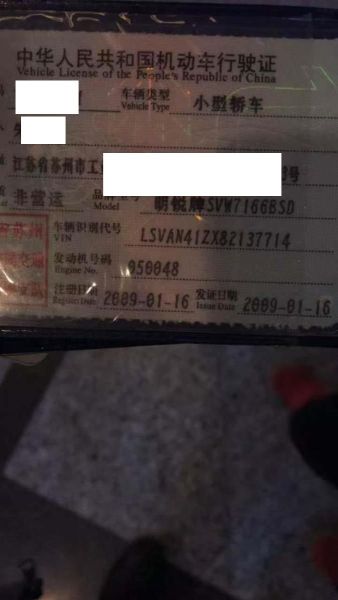 中华人民共和国机动车行驶证
Vehicle License of the People's Republic of China
车辆类型 小型轿车
Vehicle Type
江苏省苏州市工 号
非营运 明锐牌SVW7166BSD
Model
车辆识别代号 LSVAN41ZX82137714
VIN
发动机号码 050048
Engine No.
注册日期 2009-01-16 发证日期 2009-01-16
Register Date Issue Date